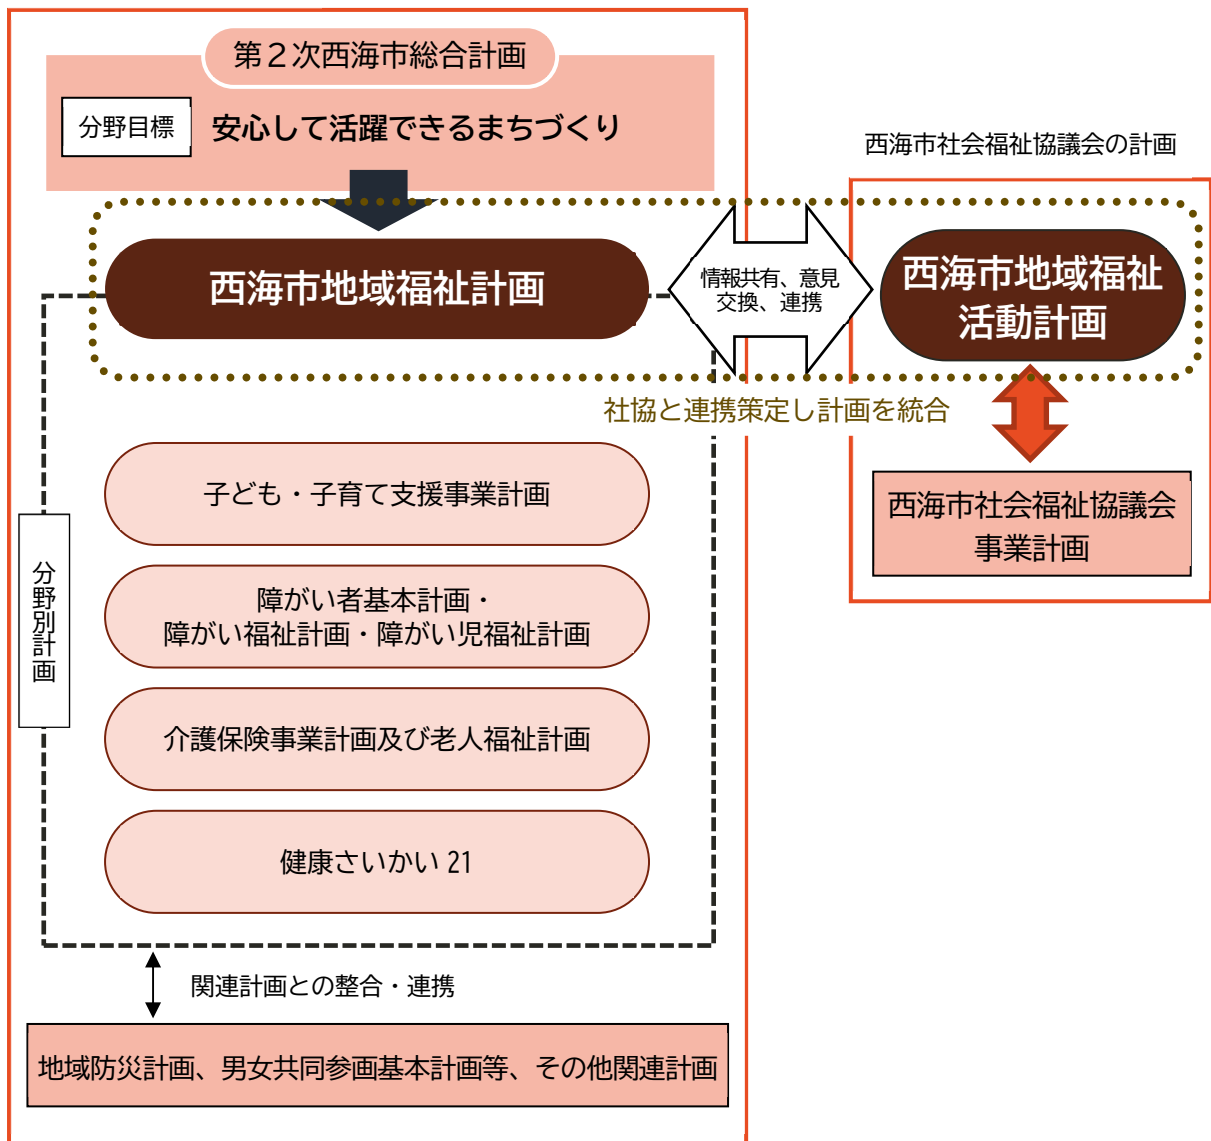 第２次西海市総合計画
分野目標
安心して活躍できるまちづくり
西海市社会福祉協議会の計画
西海市地域福祉計画
情報共有、意見
交換、連携
西海市地域福祉
活動計画
社協と連携策定し計画を統合
子ども・子育て支援事業計画
西海市社会福祉協議会
事業計画
分野別計画
障がい者基本計画・
障がい福祉計画・障がい児福祉計画
介護保険事業計画及び老人福祉計画
健康さいかい 21
関連計画との整合・連携
地域防災計画、男女共同参画基本計画等、その他関連計画